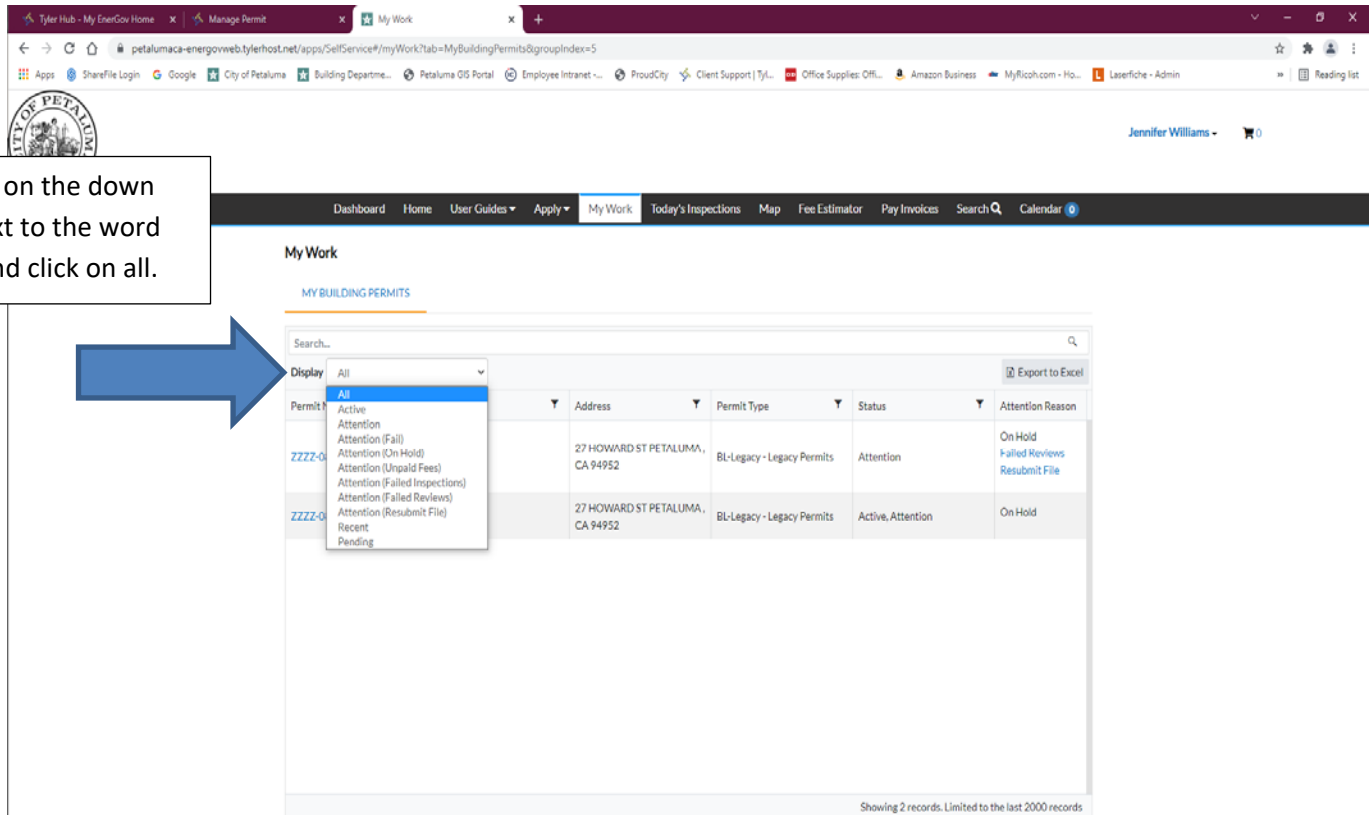 Tyler Hub - My EnerGov Home x Manage Permit x My Work x +
petalumaca-energovweb.tylerhost.net/apps/SelfService#/myWork?tab=MyBuildingPermits&groupIndex=5
Apps ShareFile Login Google City of Petaluma Building Departme... Petaluma GIS Portal Employee Intranet -... ProudCity Client Support | Tyl... Office Supplies: Offi... Amazon Business MyRicoh.com - Ho... Laserfiche - Admin » Reading list
Jennifer Williams 0
on the down
xt to the word
nd click on all.
Dashboard Home User Guides Apply My Work Today's Inspections Map Fee Estimator Pay Invoices Search Calendar 0
My Work
MY BUILDING PERMITS
Search...
Display All Export to Excel
All
Active
Attention
Attention (Fail)
Attention (On Hold)
Attention (Unpaid Fees)
Attention (Failed Inspections)
Attention (Failed Reviews)
Attention (Resubmit File)
Recent
Pending
Permit N Address Permit Type Status Attention Reason
ZZZZ-0 27 HOWARD ST PETALUMA, CA 94952 BL-Legacy - Legacy Permits Attention On Hold
Failed Reviews
Resubmit File
ZZZZ-0 27 HOWARD ST PETALUMA, CA 94952 BL-Legacy - Legacy Permits Active, Attention On Hold
Showing 2 records. Limited to the last 2000 records